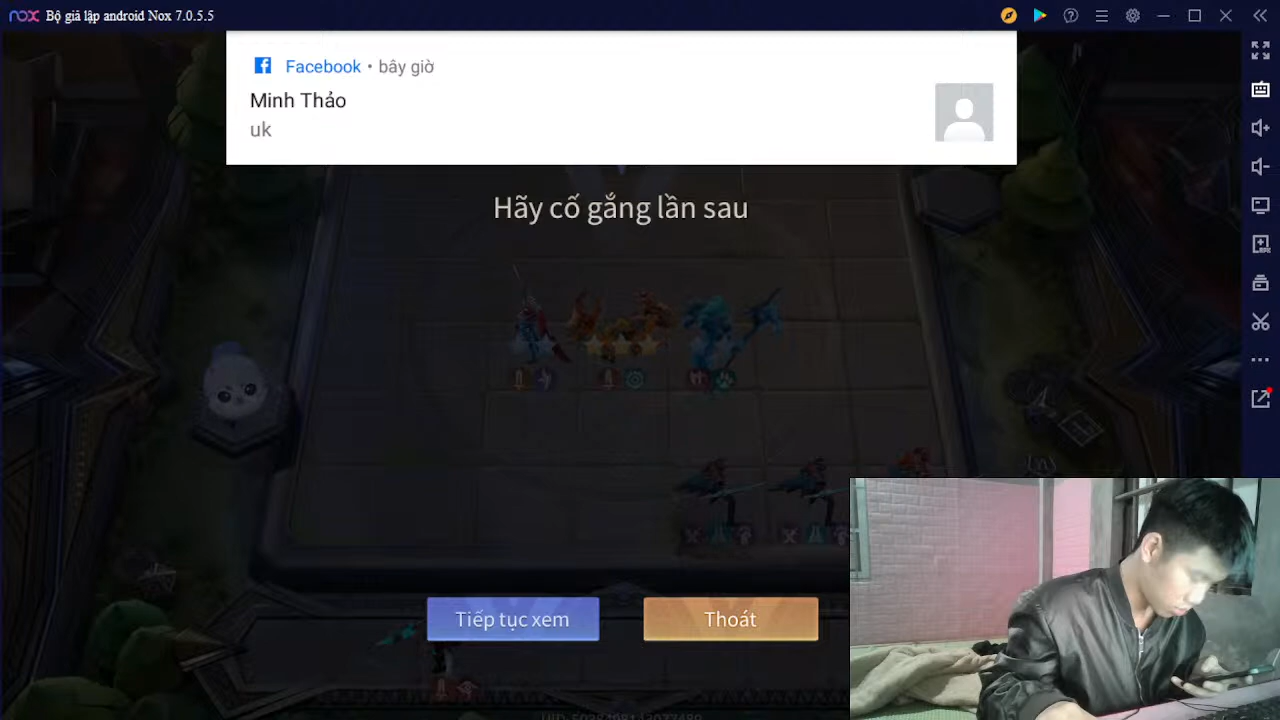 nox Bộ giả lập android Nox 7.0.5.5
Facebook • bây giờ
Minh Thảo
uk
Hãy cố gắng lần sau
Tiếp tục xem
Thoát